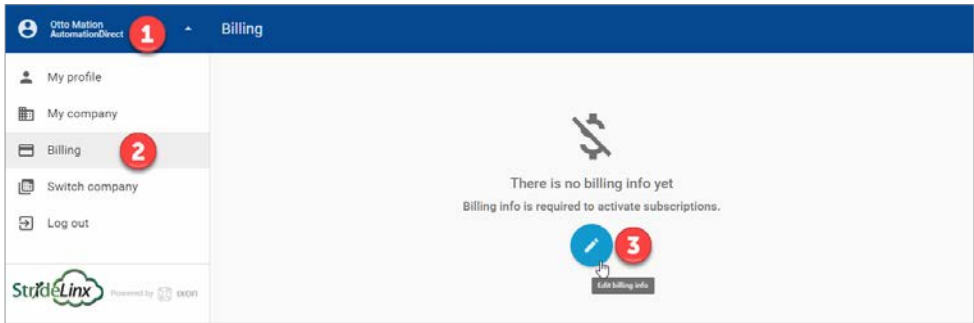 Otto Mation
AutomationDirect
1
Billing
My profile
My company
Billing
2
Switch company
Log out
There is no billing info yet
Billing info is required to activate subscriptions.
3
Edit billing info
StrideLinx
Powered by ixon